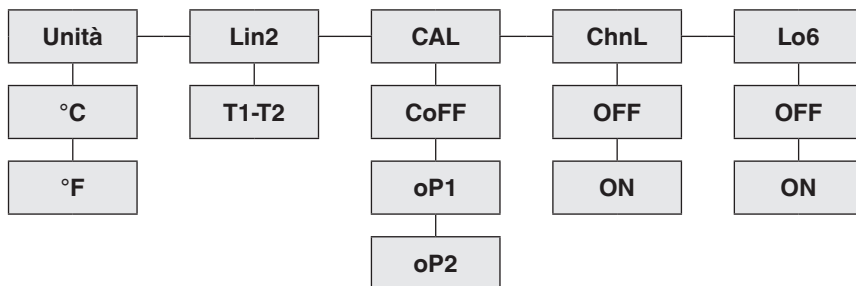 Unità Lin2 CAL ChnL Lo6
°C T1-T2 CoFF OFF OFF
°F oP1 ON ON
oP2